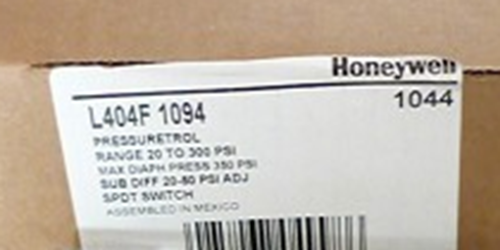 Honeywell
L404F 1094
1044
PRESSURETROL
RANGE 20 TO 300 PSI
MAX DIAPH PRESS 350 PSI
SUB DIFF 20-50 PSI ADJ
SPDT SWITCH
ASSEMBLED IN MEXICO